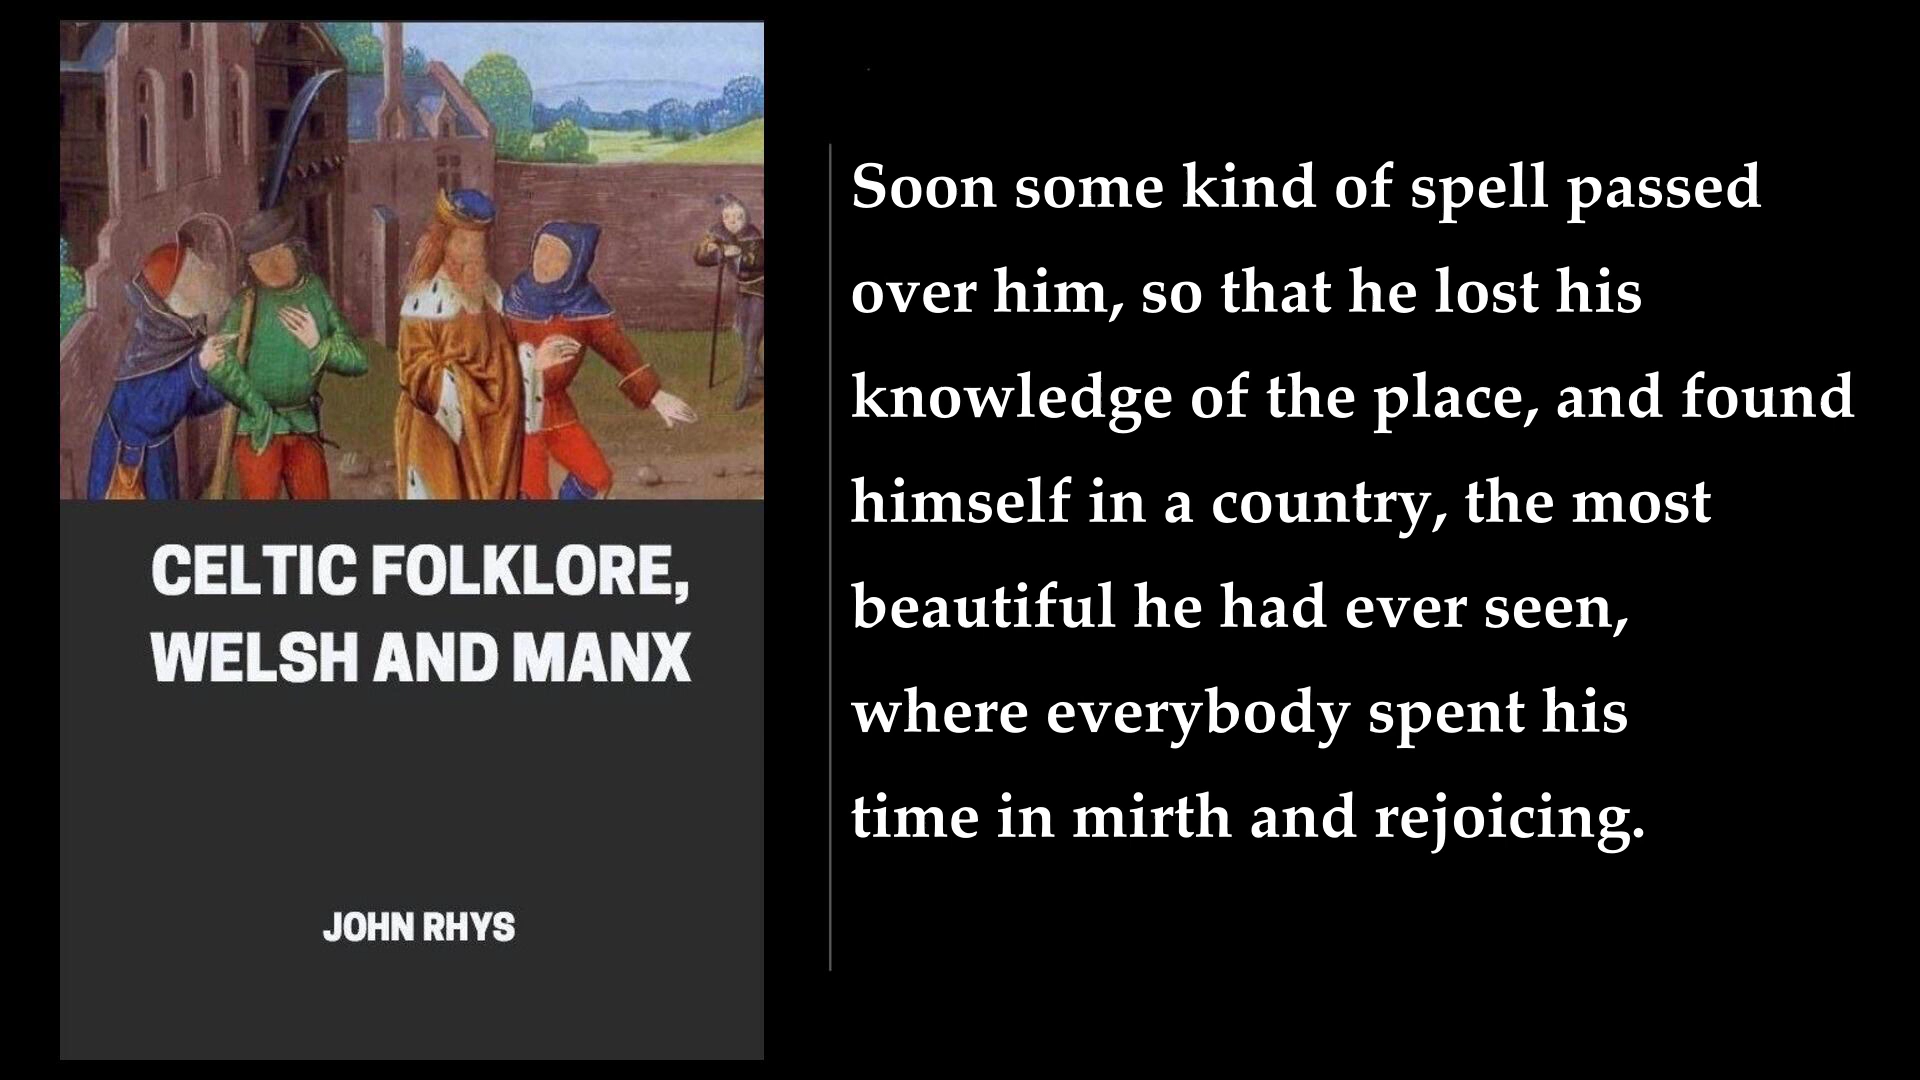 CELTIC FOLKLORE,
WELSH AND MANX
JOHN RHYS
Soon some kind of spell passed
over him, so that he lost his
knowledge of the place, and found
himself in a country, the most
beautiful he had ever seen,
where everybody spent his
time in mirth and rejoicing.